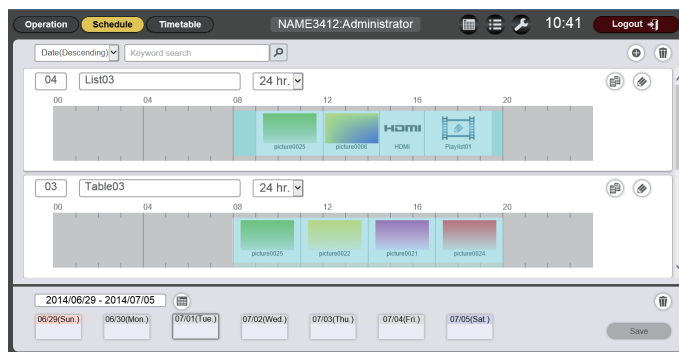 Operation Schedule Timetable NAME3412:Administrator 10:41 Logout
Date(Descending) Keyword search
04 List03 24 hr.
00 04 08 12 16 20
HDMI
picture0025 picture0006 HDMI Playlist01
03 Table03 24 hr.
00 04 08 12 16 20
picture0025 picture0022 picture0021 picture0024
2014/06/29 - 2014/07/05
06/29(Sun.) 06/30(Mon.) 07/01(Tue.) 07/02(Wed.) 07/03(Thu.) 07/04(Fri.) 07/05(Sat.)
Save